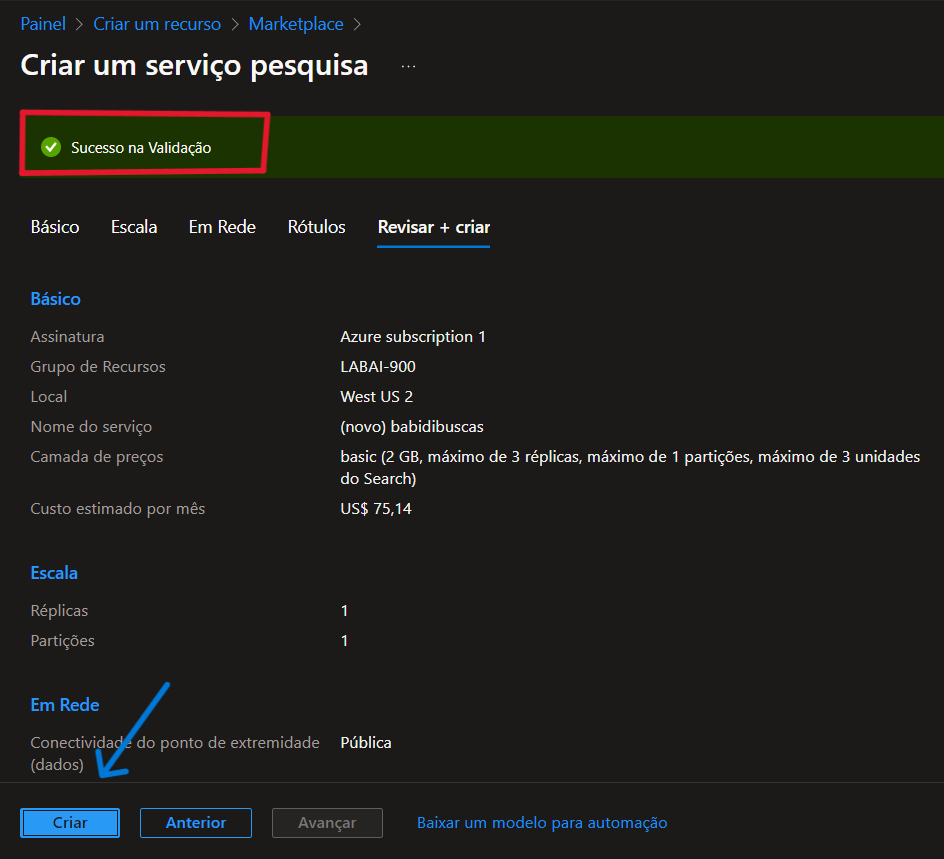 Painel > Criar um recurso > Marketplace >
Criar um serviço pesquisa ...
Sucesso na Validação
Básico Escala Em Rede Rótulos Revisar + criar
Básico
Assinatura Azure subscription 1
Grupo de Recursos LABAI-900
Local West US 2
Nome do serviço (novo) babidibuscas
Camada de preços basic (2 GB, máximo de 3 réplicas, máximo de 1 partições, máximo de 3 unidades
do Search)
Custo estimado por mês US$ 75,14
Escala
Réplicas 1
Partições 1
Em Rede
Conectividade do ponto de extremidade Pública
(dados)
Criar Anterior Avançar Baixar um modelo para automação